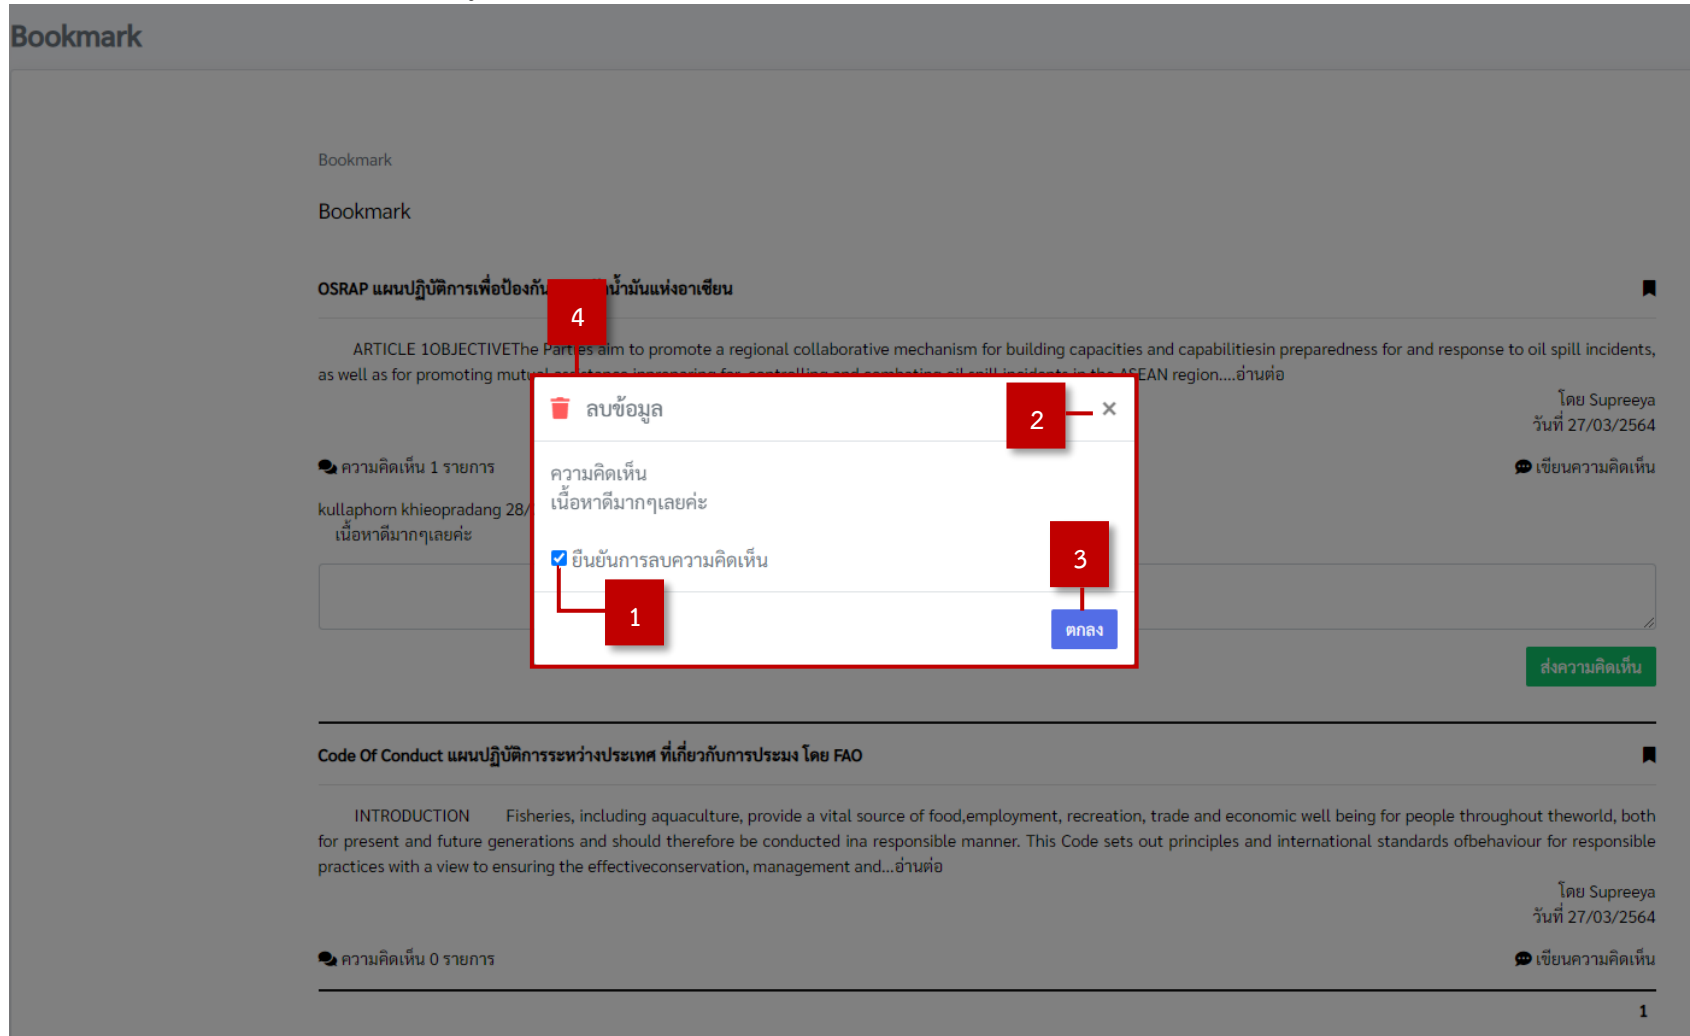 Bookmark
Bookmark
Bookmark
OSRAP แผนปฏิบัติการเพื่อป้องกัน น้ำมันแห่งอาเซียน
4
ARTICLE 1OBJECTIVEThe Parties aim to promote a regional collaborative mechanism for building capacities and capabilitiesin preparedness for and response to oil spill incidents,
as well as for promoting mutual assistance inpreparing for, controlling and combating oil spill incidents in the ASEAN region....อ่านต่อ
โดย Supreeya
วันที่ 27/03/2564
ความคิดเห็น 1 รายการ
เขียนความคิดเห็น
kullaphorn khieopradang 28/
เนื้อหาดีมากๆเลยค่ะ
ลบข้อมูล
2
×
ความคิดเห็น
เนื้อหาดีมากๆเลยค่ะ
ยืนยันการลบความคิดเห็น
3
1
ตกลง
ส่งความคิดเห็น
Code Of Conduct แผนปฏิบัติการระหว่างประเทศ ที่เกี่ยวกับการประมง โดย FAO
INTRODUCTION Fisheries, including aquaculture, provide a vital source of food,employment, recreation, trade and economic well being for people throughout theworld, both
for present and future generations and should therefore be conducted ina responsible manner. This Code sets out principles and international standards ofbehaviour for responsible
practices with a view to ensuring the effectiveconservation, management and...อ่านต่อ
โดย Supreeya
วันที่ 27/03/2564
ความคิดเห็น 0 รายการ
เขียนความคิดเห็น
1